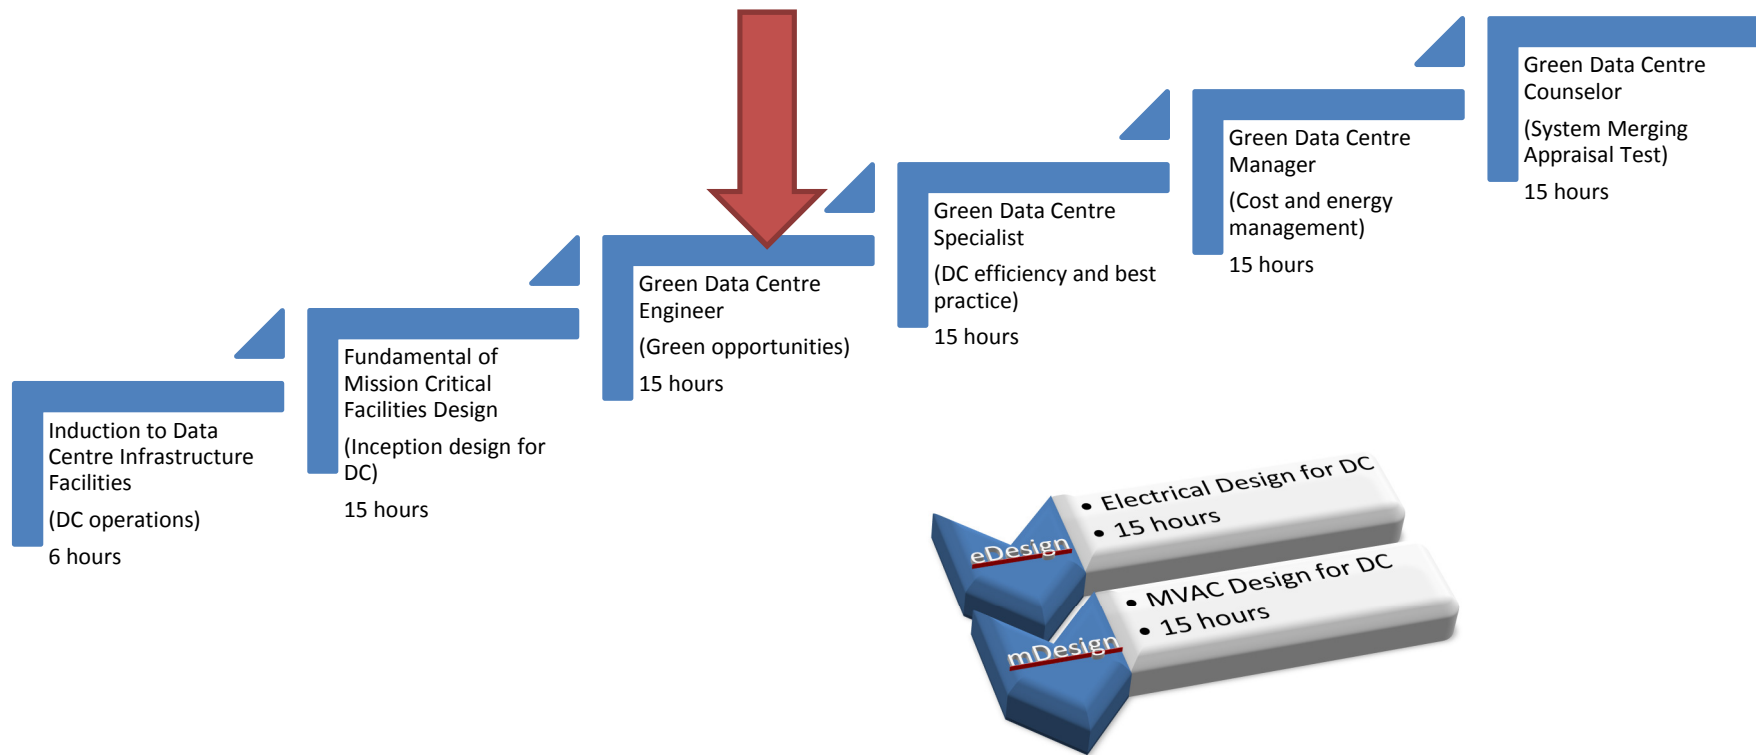 Induction to Data
Centre Infrastructure
Facilities
(DC operations)
6 hours
Fundamental of
Mission Critical
Facilities Design
(Inception design for
DC)
15 hours
Green Data Centre
Engineer
(Green opportunities)
15 hours
Green Data Centre
Specialist
(DC efficiency and best
practice)
15 hours
Green Data Centre
Manager
(Cost and energy
management)
15 hours
Green Data Centre
Counselor
(System Merging
Appraisal Test)
15 hours
eDesign
• Electrical Design for DC
• 15 hours
mDesign
• MVAC Design for DC
• 15 hours